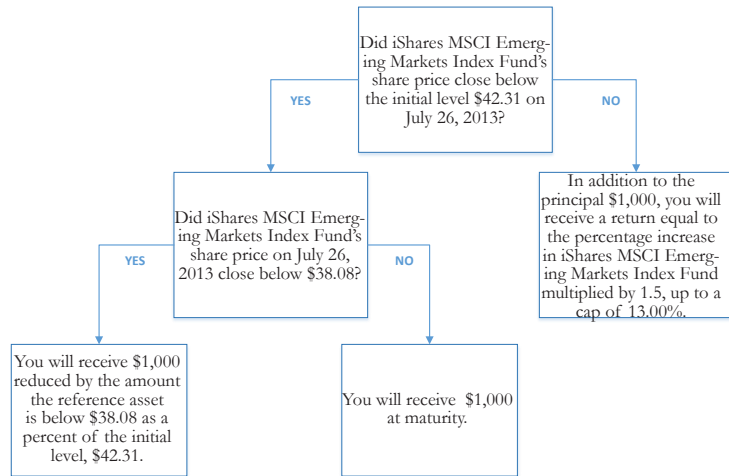 Did iShares MSCI Emerg-
ing Markets Index Fund's
share price close below
the initial level $42.31 on
July 26, 2013?
YES
NO
Did iShares MSCI Emerg-
ing Markets Index Fund's
share price on July 26,
2013 close below $38.08?
In addition to the
principal $1,000, you will
receive a return equal to
the percentage increase
in iShares MSCI Emerg-
ing Markets Index Fund
multiplied by 1.5, up to a
cap of 13.00%.
YES
NO
You will receive $1,000
reduced by the amount
the reference asset
is below $38.08 as a
percent of the initial
level, $42.31.
You will receive $1,000
at maturity.